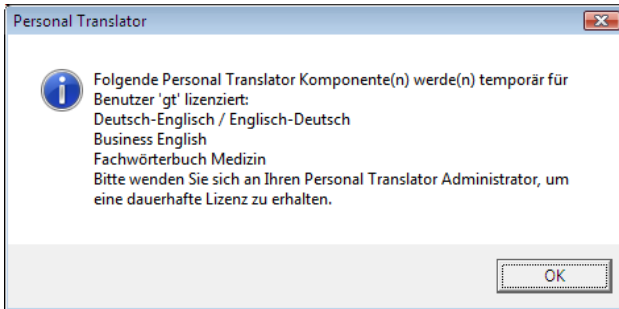 Personal Translator
Folgende Personal Translator Komponente(n) werde(n) temporär für
Benutzer 'gt' lizenziert:
Deutsch-Englisch / Englisch-Deutsch
Business English
Fachwörterbuch Medizin
Bitte wenden Sie sich an Ihren Personal Translator Administrator, um
eine dauerhafte Lizenz zu erhalten.
OK